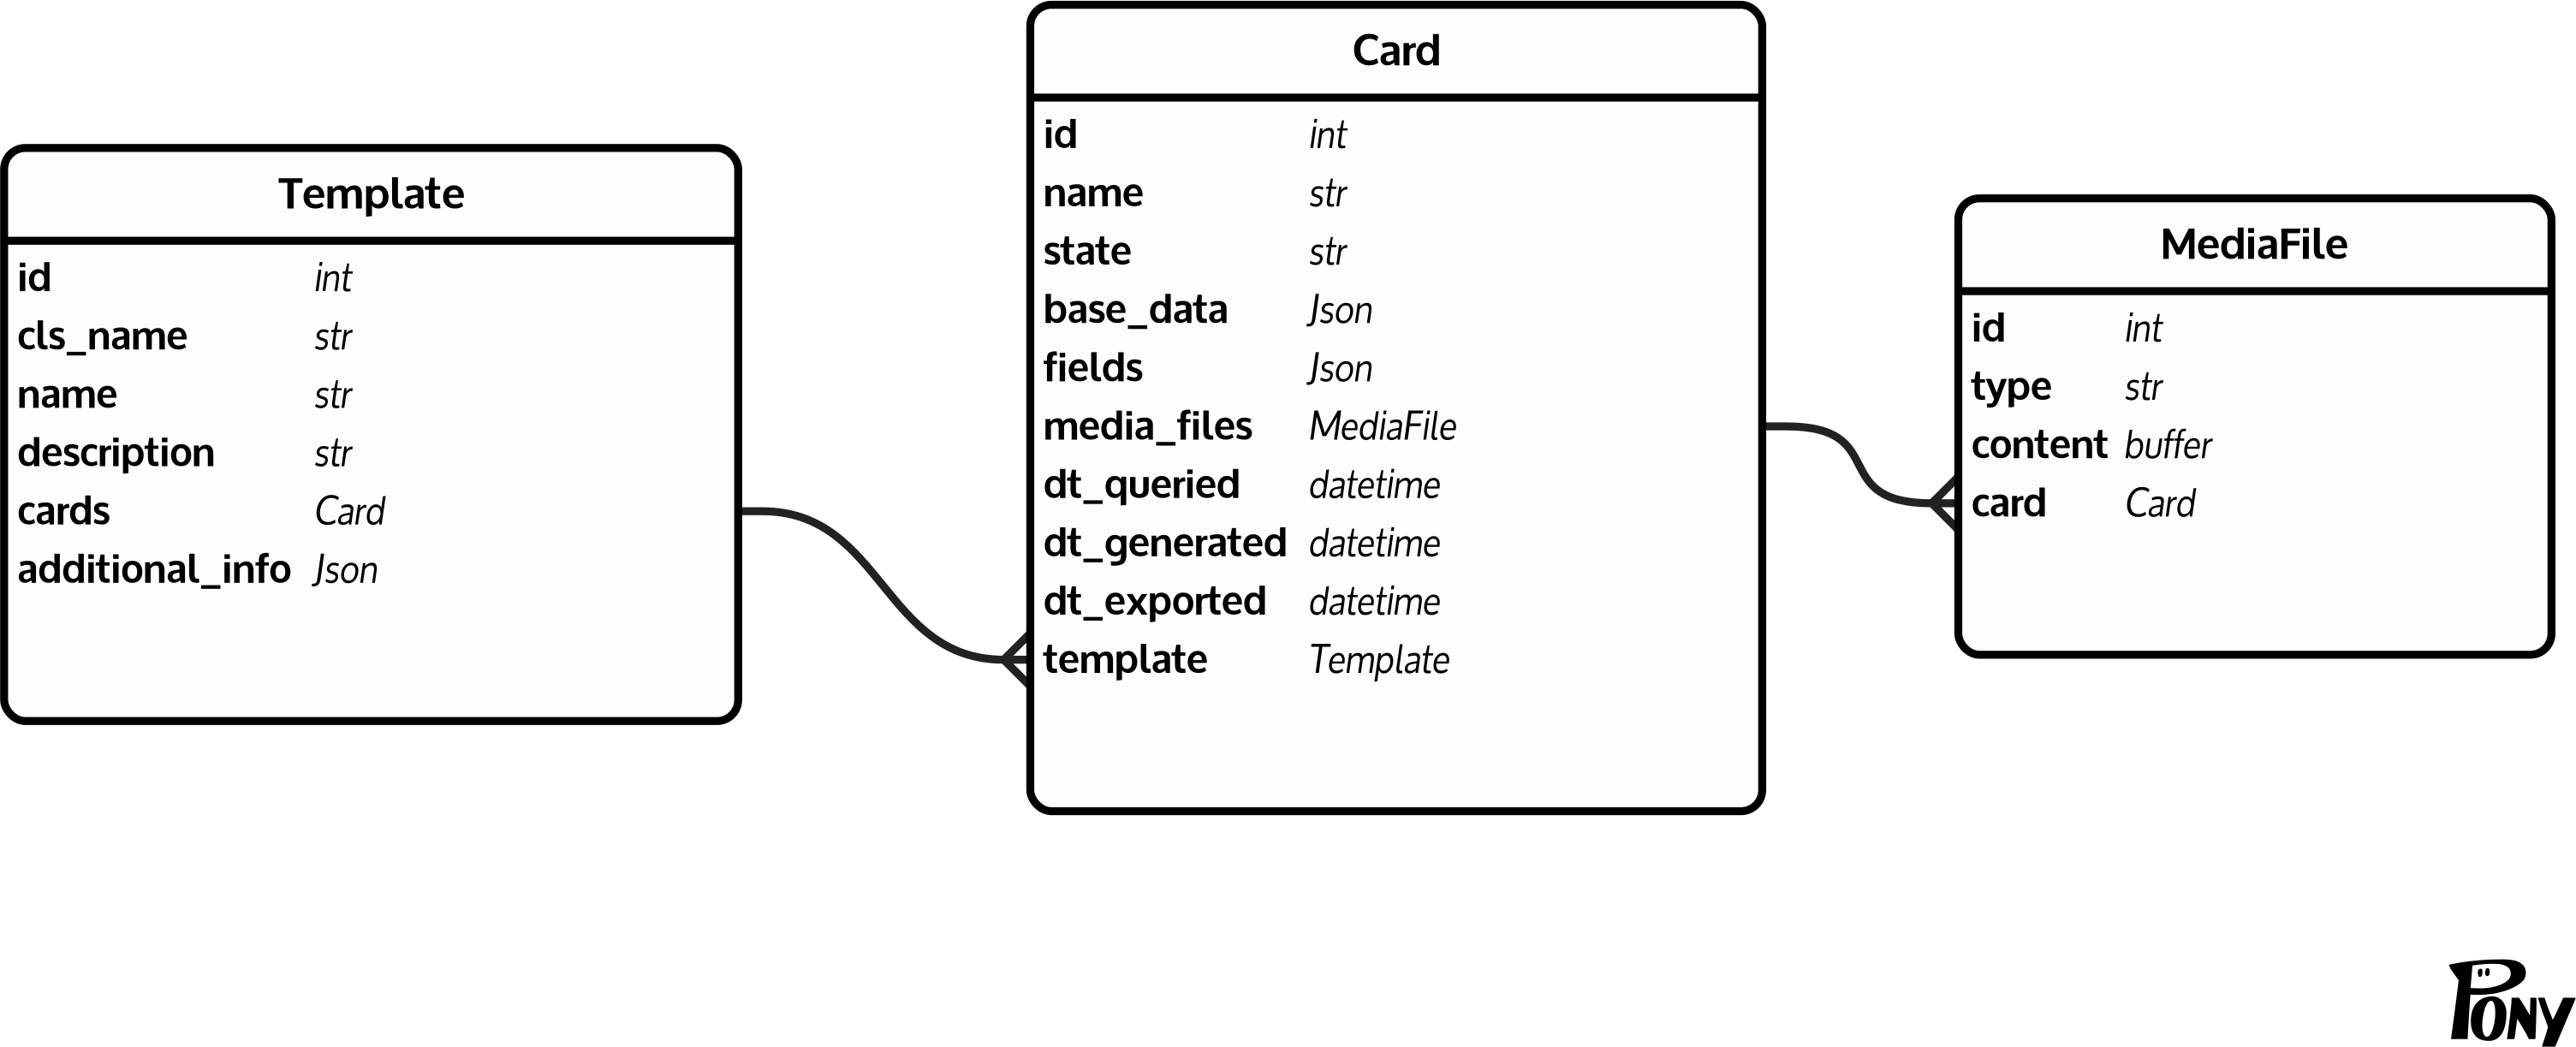 Template
id int
cls_name str
name str
description str
cards Card
additional_info Json
Card
id int
name str
state str
base_data Json
fields Json
media_files MediaFile
dt_queried datetime
dt_generated datetime
dt_exported datetime
template Template
MediaFile
id int
type str
content buffer
card Card
PONY